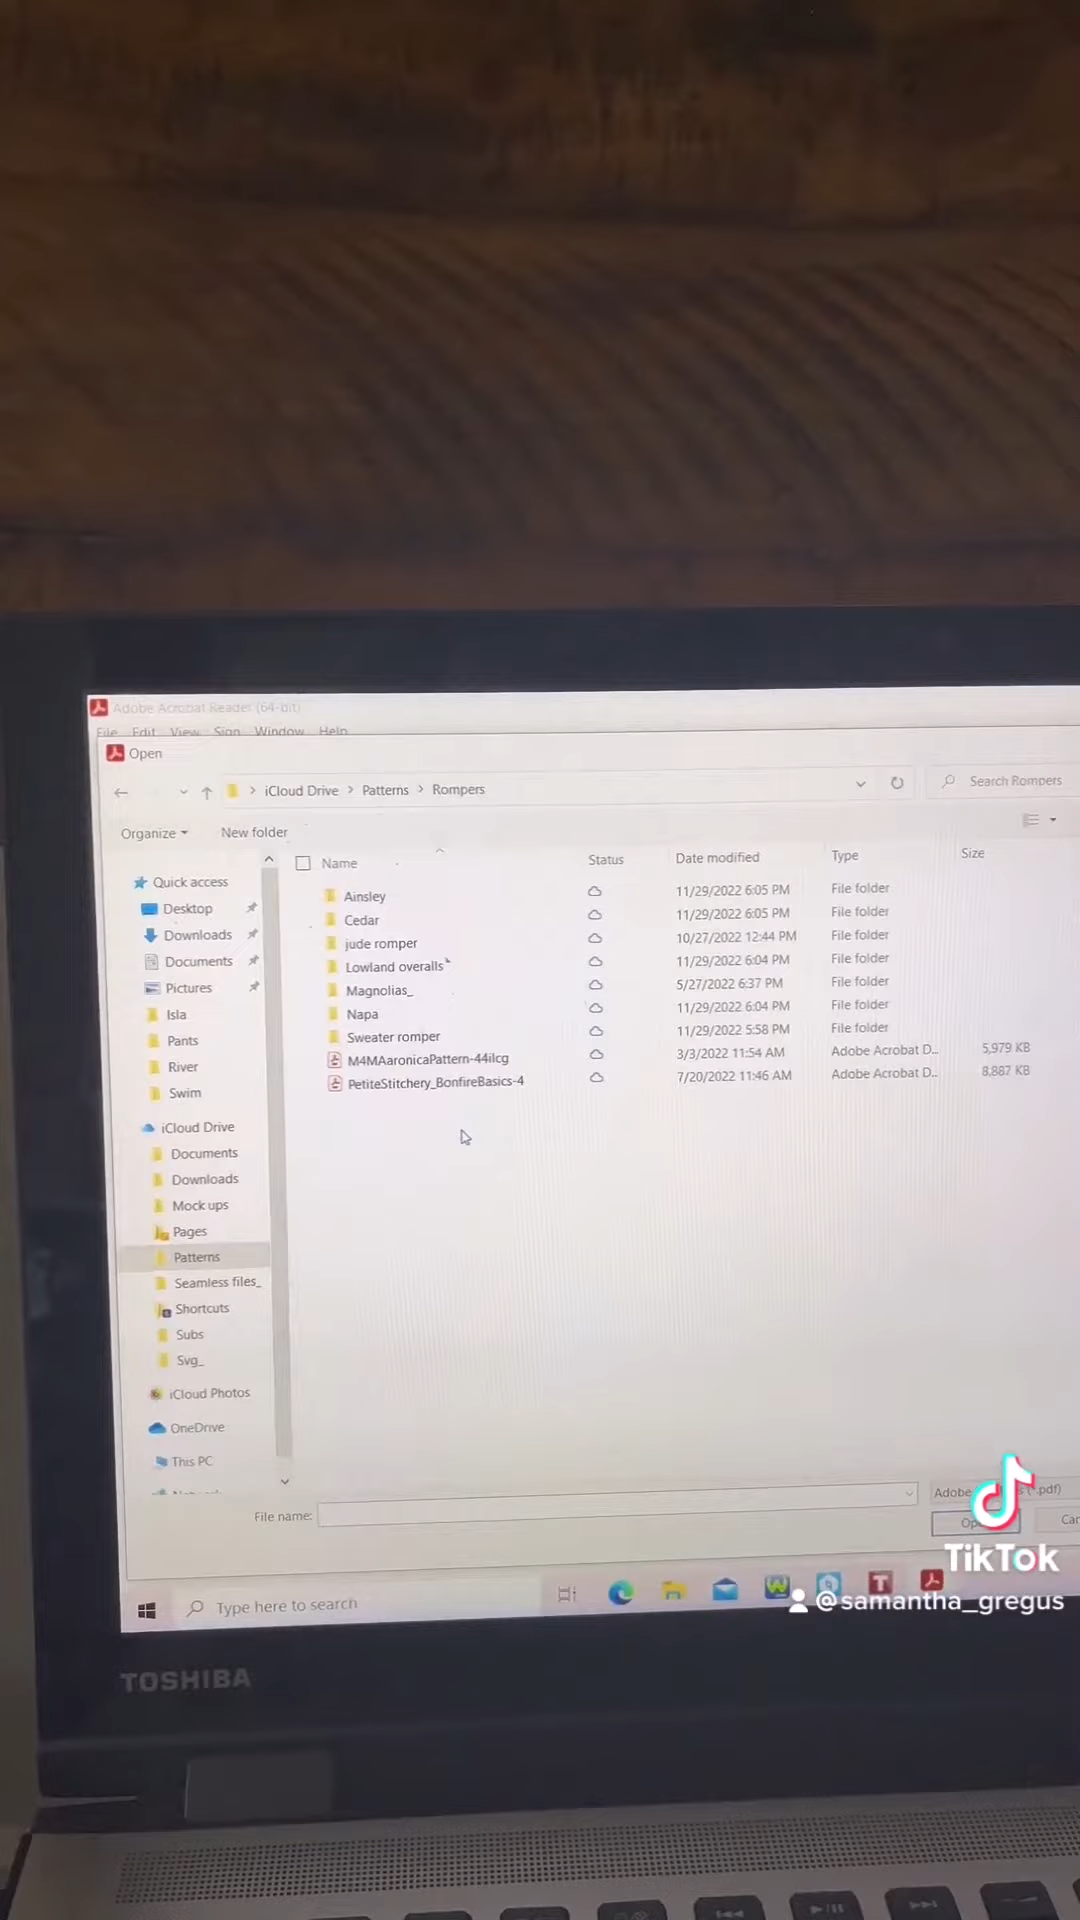 Adobe Acrobat Reader (64-bit)
File Edit View Sign Window Help
Open
iCloud Drive > Patterns > Rompers
Search Rompers
Organize
New folder
Name Status Date modified Type Size
Ainsley 11/29/2022 6:05 PM File folder
Cedar 11/29/2022 6:05 PM File folder
jude romper 10/27/2022 12:44 PM File folder
Lowland overalls 11/29/2022 6:04 PM File folder
Magnolias_ 5/27/2022 6:37 PM File folder
Napa 11/29/2022 6:04 PM File folder
Sweater romper 11/29/2022 5:58 PM File folder
M4MAaronicaPattern-44ilcg 3/3/2022 11:54 AM Adobe Acrobat D... 5,979 KB
PetiteStitchery_BonfireBasics-4 7/20/2022 11:46 AM Adobe Acrobat D... 8,887 KB
Quick access
Desktop
Downloads
Documents
Pictures
Isla
Pants
River
Swim
iCloud Drive
Documents
Downloads
Mock ups
Pages
Patterns
Seamless files_
Shortcuts
Subs
Svg_
iCloud Photos
OneDrive
This PC
File name:
Adobe
.pdf)
Type here to search
TikTok
@samantha_gregus
TOSHIBA